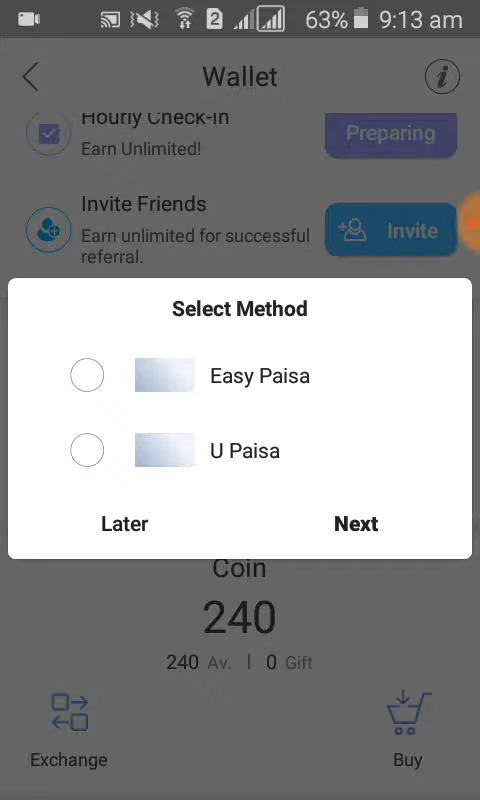 2 63% 9:13 am
Wallet
Hourly Check-In
Earn Unlimited!
Preparing
Invite Friends
Earn unlimited for successful
referral.
Invite
Select Method
Easy Paisa
U Paisa
Later Next
Coin
240
240 Av. | 0 Gift
Exchange Buy